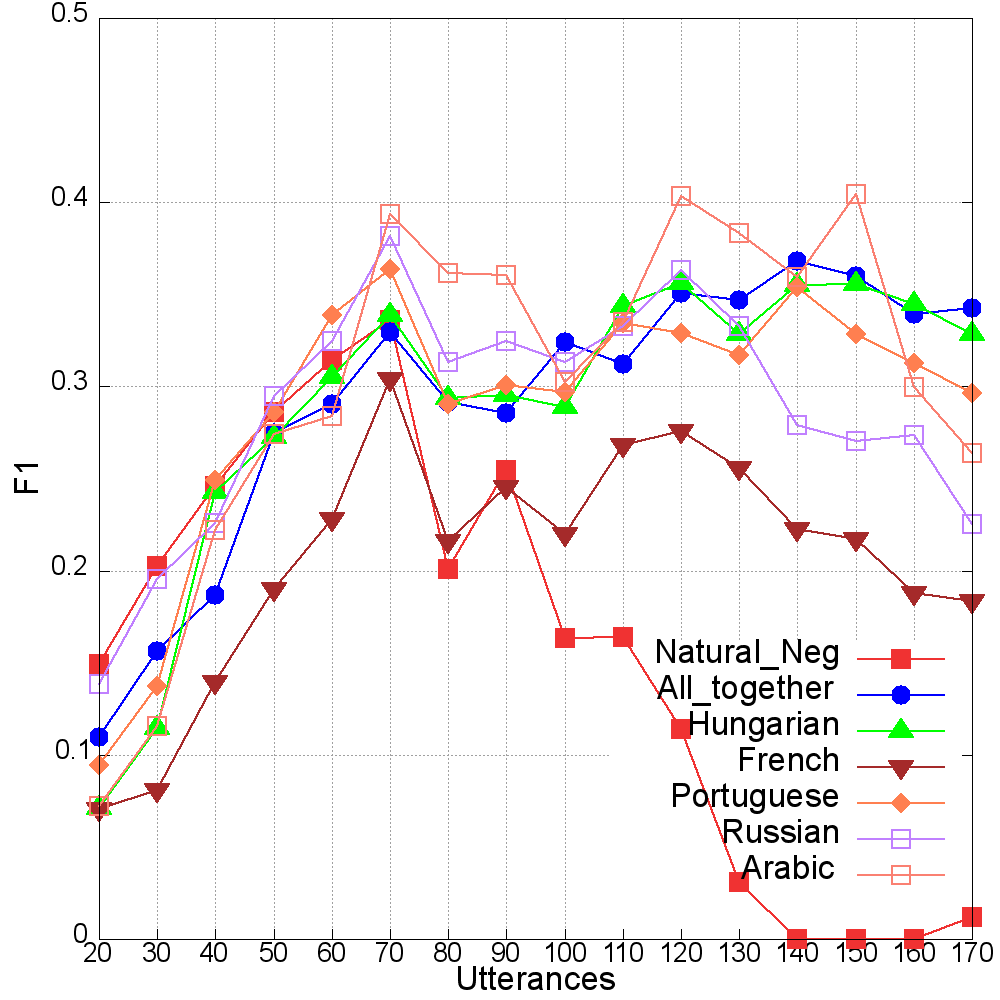 0.5
0.4
0.3
0.2
0.1
0
F1
20 30 40 50 60 70 80 90 100 110 120 130 140 150 160 170
Utterances
Natural_Neg
All_together
Hungarian
French
Portuguese
Russian
Arabic